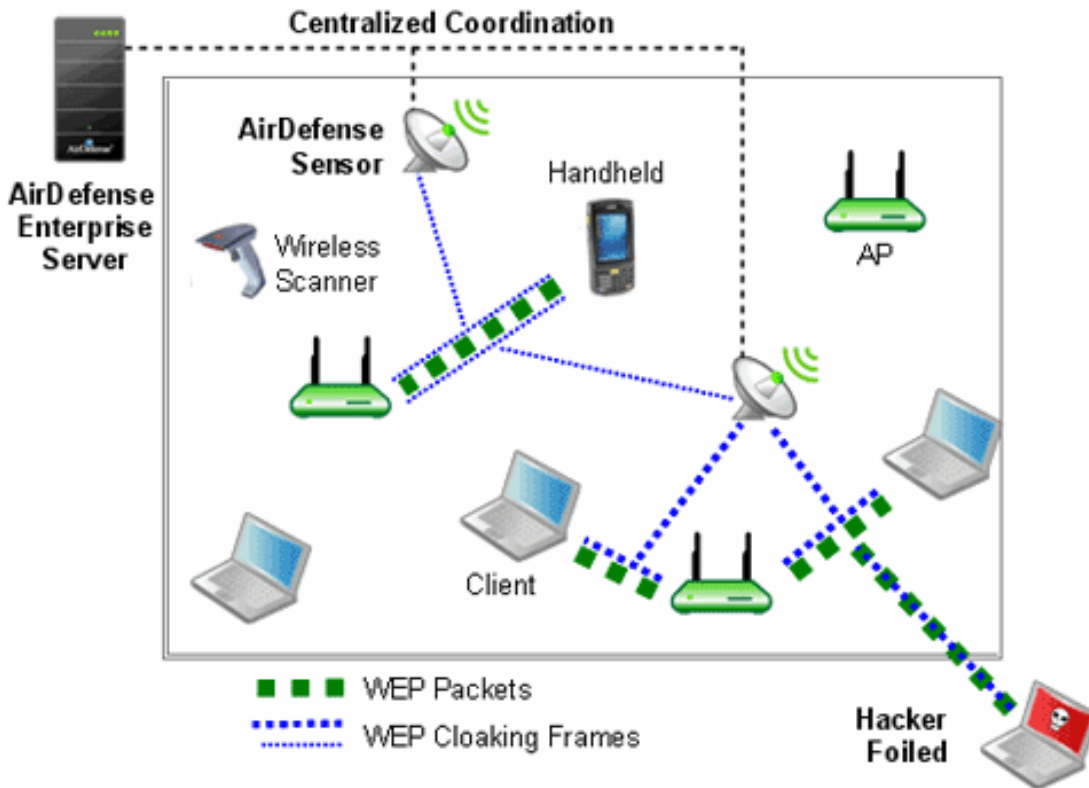 Centralized Coordination
AirDefense
AirDefense
Enterprise
Server
AirDefense
Sensor
Handheld
Wireless
Scanner
AP
Client
WEP Packets
WEP Cloaking Frames
Hacker
Foiled